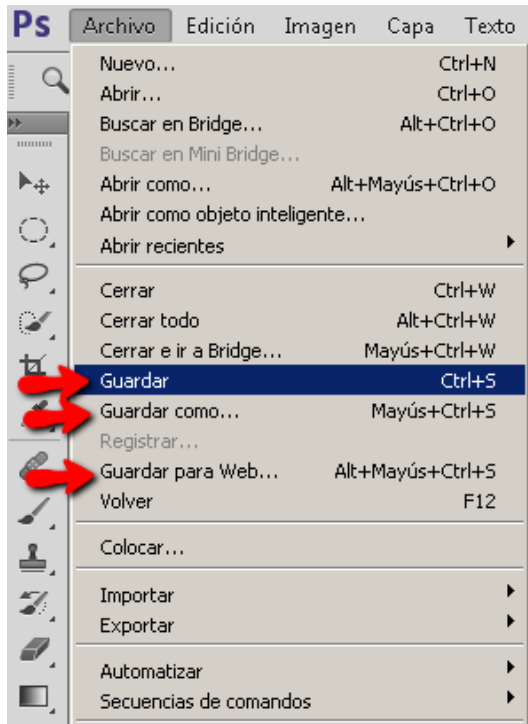 Ps Archivo Edición Imagen Capa Texto
Nuevo... Ctrl+N
Abrir... Ctrl+O
Buscar en Bridge... Alt+Ctrl+O
Buscar en Mini Bridge...
Abrir como... Alt+Mayús+Ctrl+O
Abrir como objeto inteligente...
Abrir recientes
Cerrar Ctrl+W
Cerrar todo Alt+Ctrl+W
Cerrar e ir a Bridge... Mayús+Ctrl+W
Guardar Ctrl+S
Guardar como... Mayús+Ctrl+S
Registrar...
Guardar para Web... Alt+Mayús+Ctrl+S
Volver F12
Colocar...
Importar
Exportar
Automatizar
Secuencias de comandos